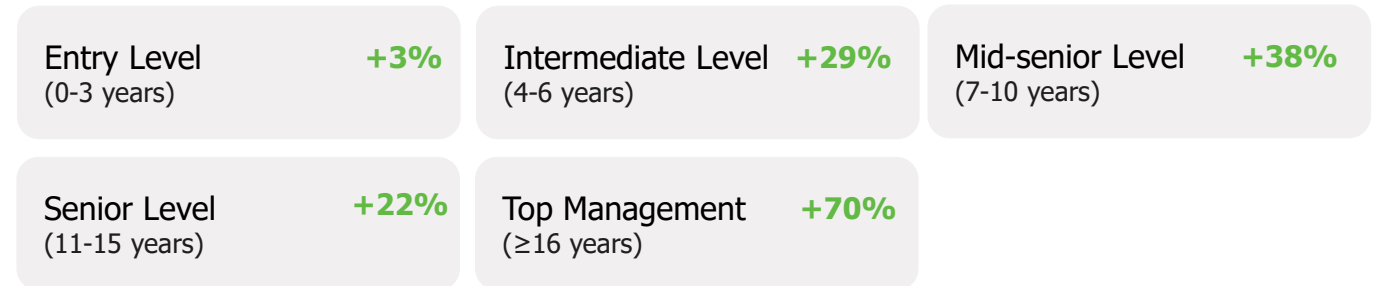 Entry Level +3%
(0-3 years)
Intermediate Level +29%
(4-6 years)
Mid-senior Level +38%
(7-10 years)
Senior Level +22%
(11-15 years)
Top Management +70%
(≥16 years)